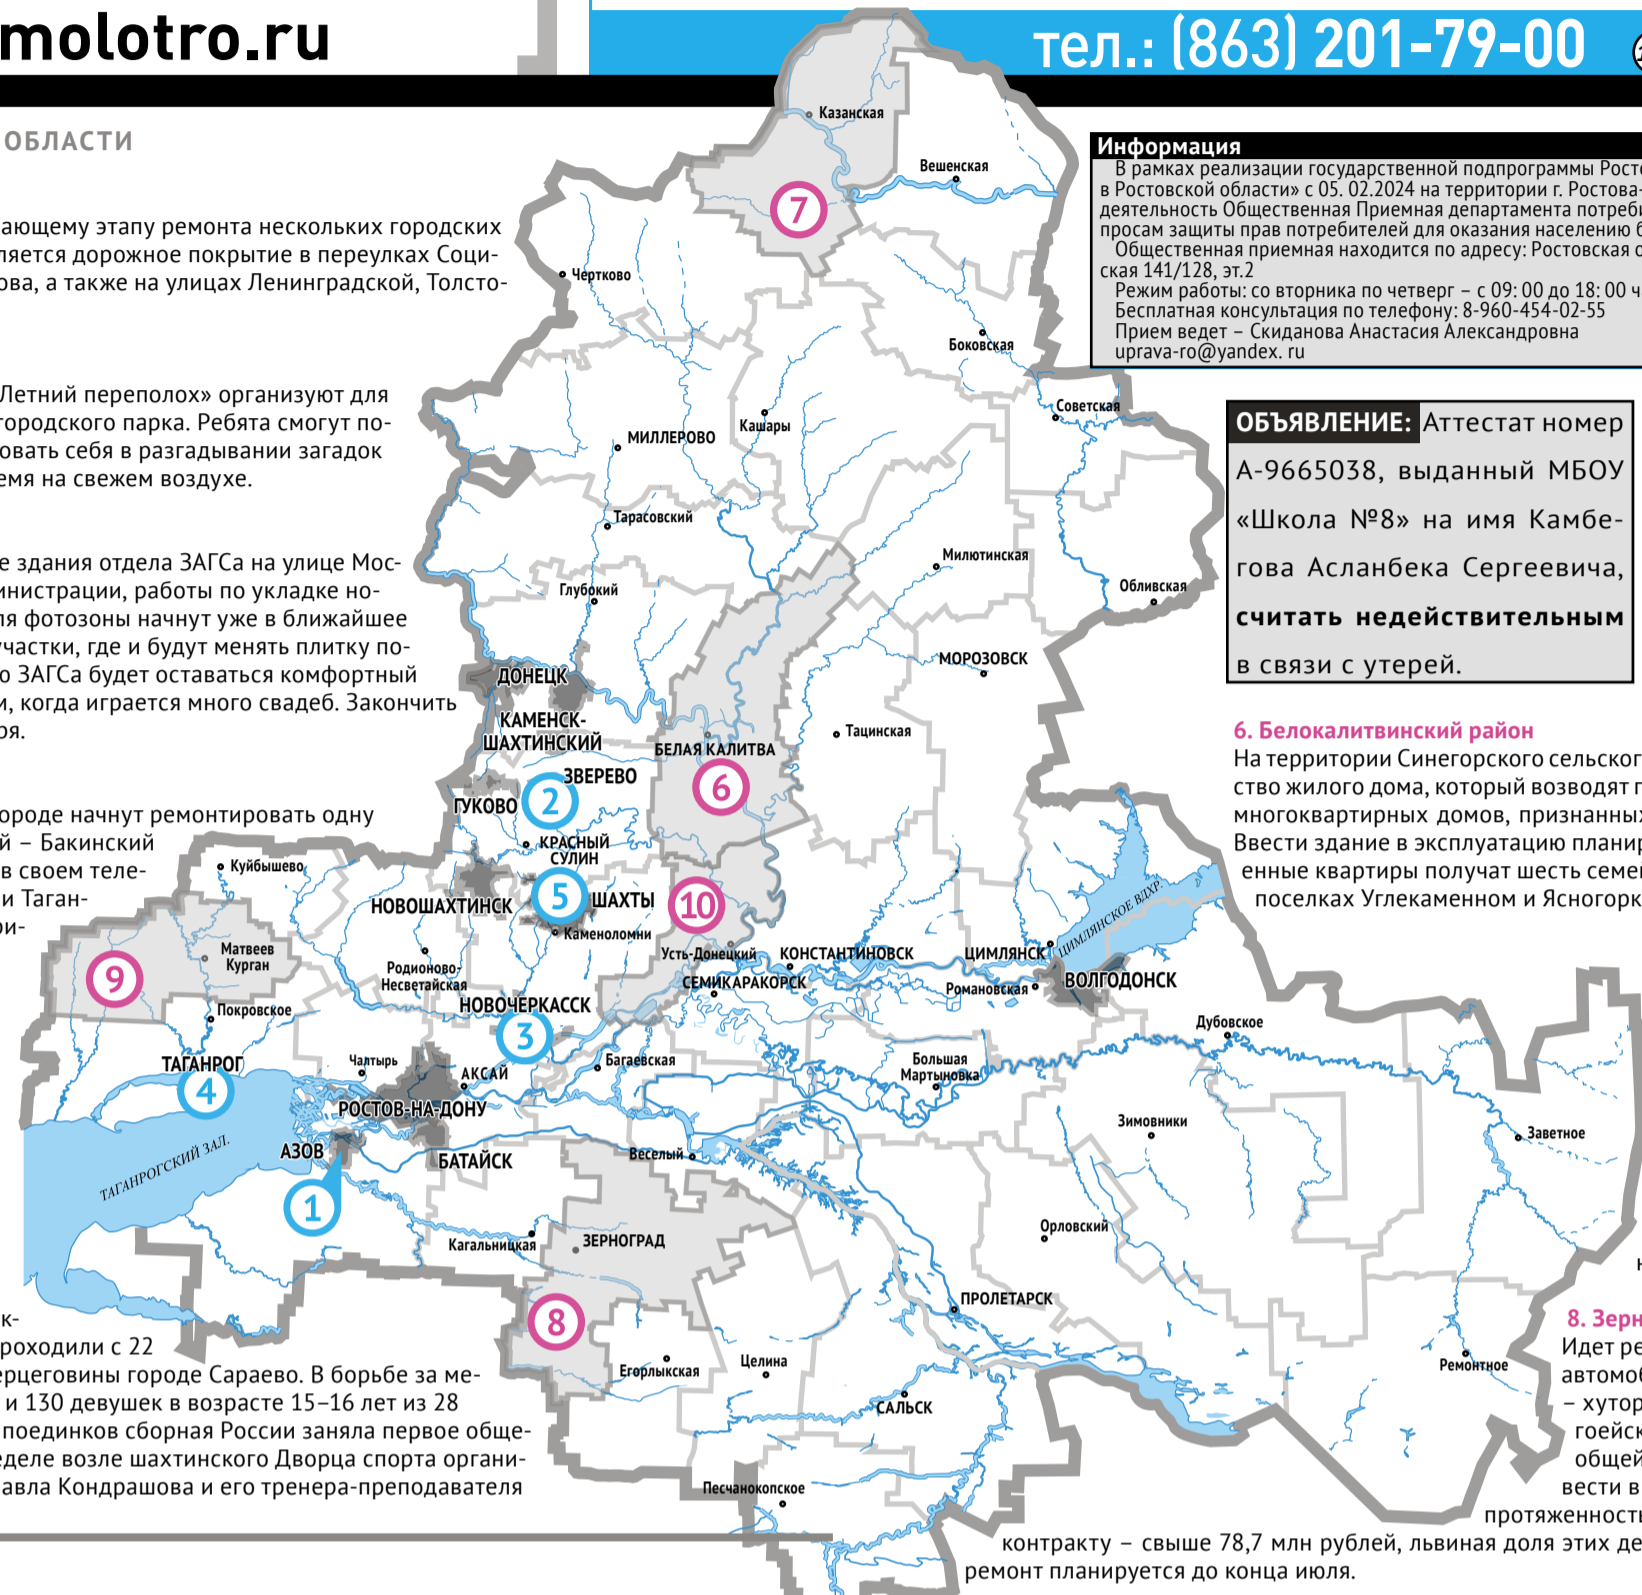 molotro.ru
тел.: (863) 201-79-00
ОБЛАСТИ
ающему этапу ремонта нескольких городских
ляется дорожное покрытие в переулках Соци-
ова, а также на улицах Ленинградской, Толсто-
Летний переполох» организуют для
городского парка. Ребята смогут по-
овать себя в разгадывании загадок
емя на свежем воздухе.
е здания отдела ЗАГСа на улице Мос-
инистрации, работы по укладке но-
ля фотозоны начнут уже в ближайшее
участки, где и будут менять плитку по-
ю ЗАГСа будет оставаться комфортный
и, когда играется много свадеб. Закончить
ря.
ороде начнут ремонтировать одну
й – Бакинский
в своем теле-
и Таган-
ри-
к-
роходили с 22
ерцеговины городе Сараево. В борьбе за ме-
и 130 девушек в возрасте 15–16 лет из 28
поединков сборная России заняла первое обще-
еделе возле шахтинского Дворца спорта органи-
авла Кондрашова и его тренера-преподавателя
Казанская
Вешенская
7
Чертково
Боковская
Советская
Кашары
МИЛЛЕРОВО
Тарасовский
Милютинская
Обливская
Глубокий
МОРОЗОВСК
ДОНЕЦК
КАМЕНСК-
ШАХТИНСКИЙ
Тацинская
БЕЛАЯ КАЛИТВА
6
ЗВЕРЕВО
2
ГУКОВО
КРАСНЫЙ
СУЛИН
Куйбышево
5
ШАХТЫ
10
НОВОШАХТИНСК
Каменоломни
Матвеев
Курган
9
Родионово-
Несветайская
Усть-Донецкий
КОНСТАНТИНОВСК
ЦИМЛЯНСК
ЦИМЛЯНСКОЕ ВДХР.
СЕМИКАРАКОРСК
Романовская
ВОЛГОДОНСК
Покровское
НОВОЧЕРКАССК
3
Дубовское
ТАГАНРОГ
4
Чалтырь
АКСАЙ
Багаевская
Большая
Мартыновка
РОСТОВ-НА-ДОНУ
Зимовники
Заветное
АЗОВ
БАТАЙСК
Веселый
ТАГАНРОГСКИЙ ЗАЛ.
1
Кагальницкая
ЗЕРНОГРАД
Орловский
ПРОЛЕТАРСК
8
Егорлыкская
Целина
Ремонтное
САЛЬСК
Песчанокопское
Информация
В рамках реализации государственной подпрограммы Росто
в Ростовской области» с 05. 02.2024 на территории г. Ростова-
деятельность Общественная Приемная департамента потреби
просам защиты прав потребителей для оказания населению б
Общественная приемная находится по адресу: Ростовская о
ская 141/128, эт.2
Режим работы: со вторника по четверг – с 09: 00 до 18: 00 ч
Бесплатная консультация по телефону: 8-960-454-02-55
Прием ведет – Скиданова Анастасия Александровна
uprava-ro@yandex. ru
ОБЪЯВЛЕНИЕ: Аттестат номер
А-9665038, выданный МБОУ
«Школа №8» на имя Камбе-
гова Асланбека Сергеевича,
считать недействительным
в связи с утерей.
6. Белокалитвинский район
На территории Синегорского сельског
ство жилого дома, который возводят п
многоквартирных домов, признанных
Ввести здание в эксплуатацию планир
енные квартиры получат шесть семей
поселках Углекаменном и Ясногорк
н
8. Зерн
Идет ре
автомоб
– хутор
гоейск
общей
вести в
протяженность
контракту – свыше 78,7 млн рублей, львиная доля этих де
ремонт планируется до конца июля.